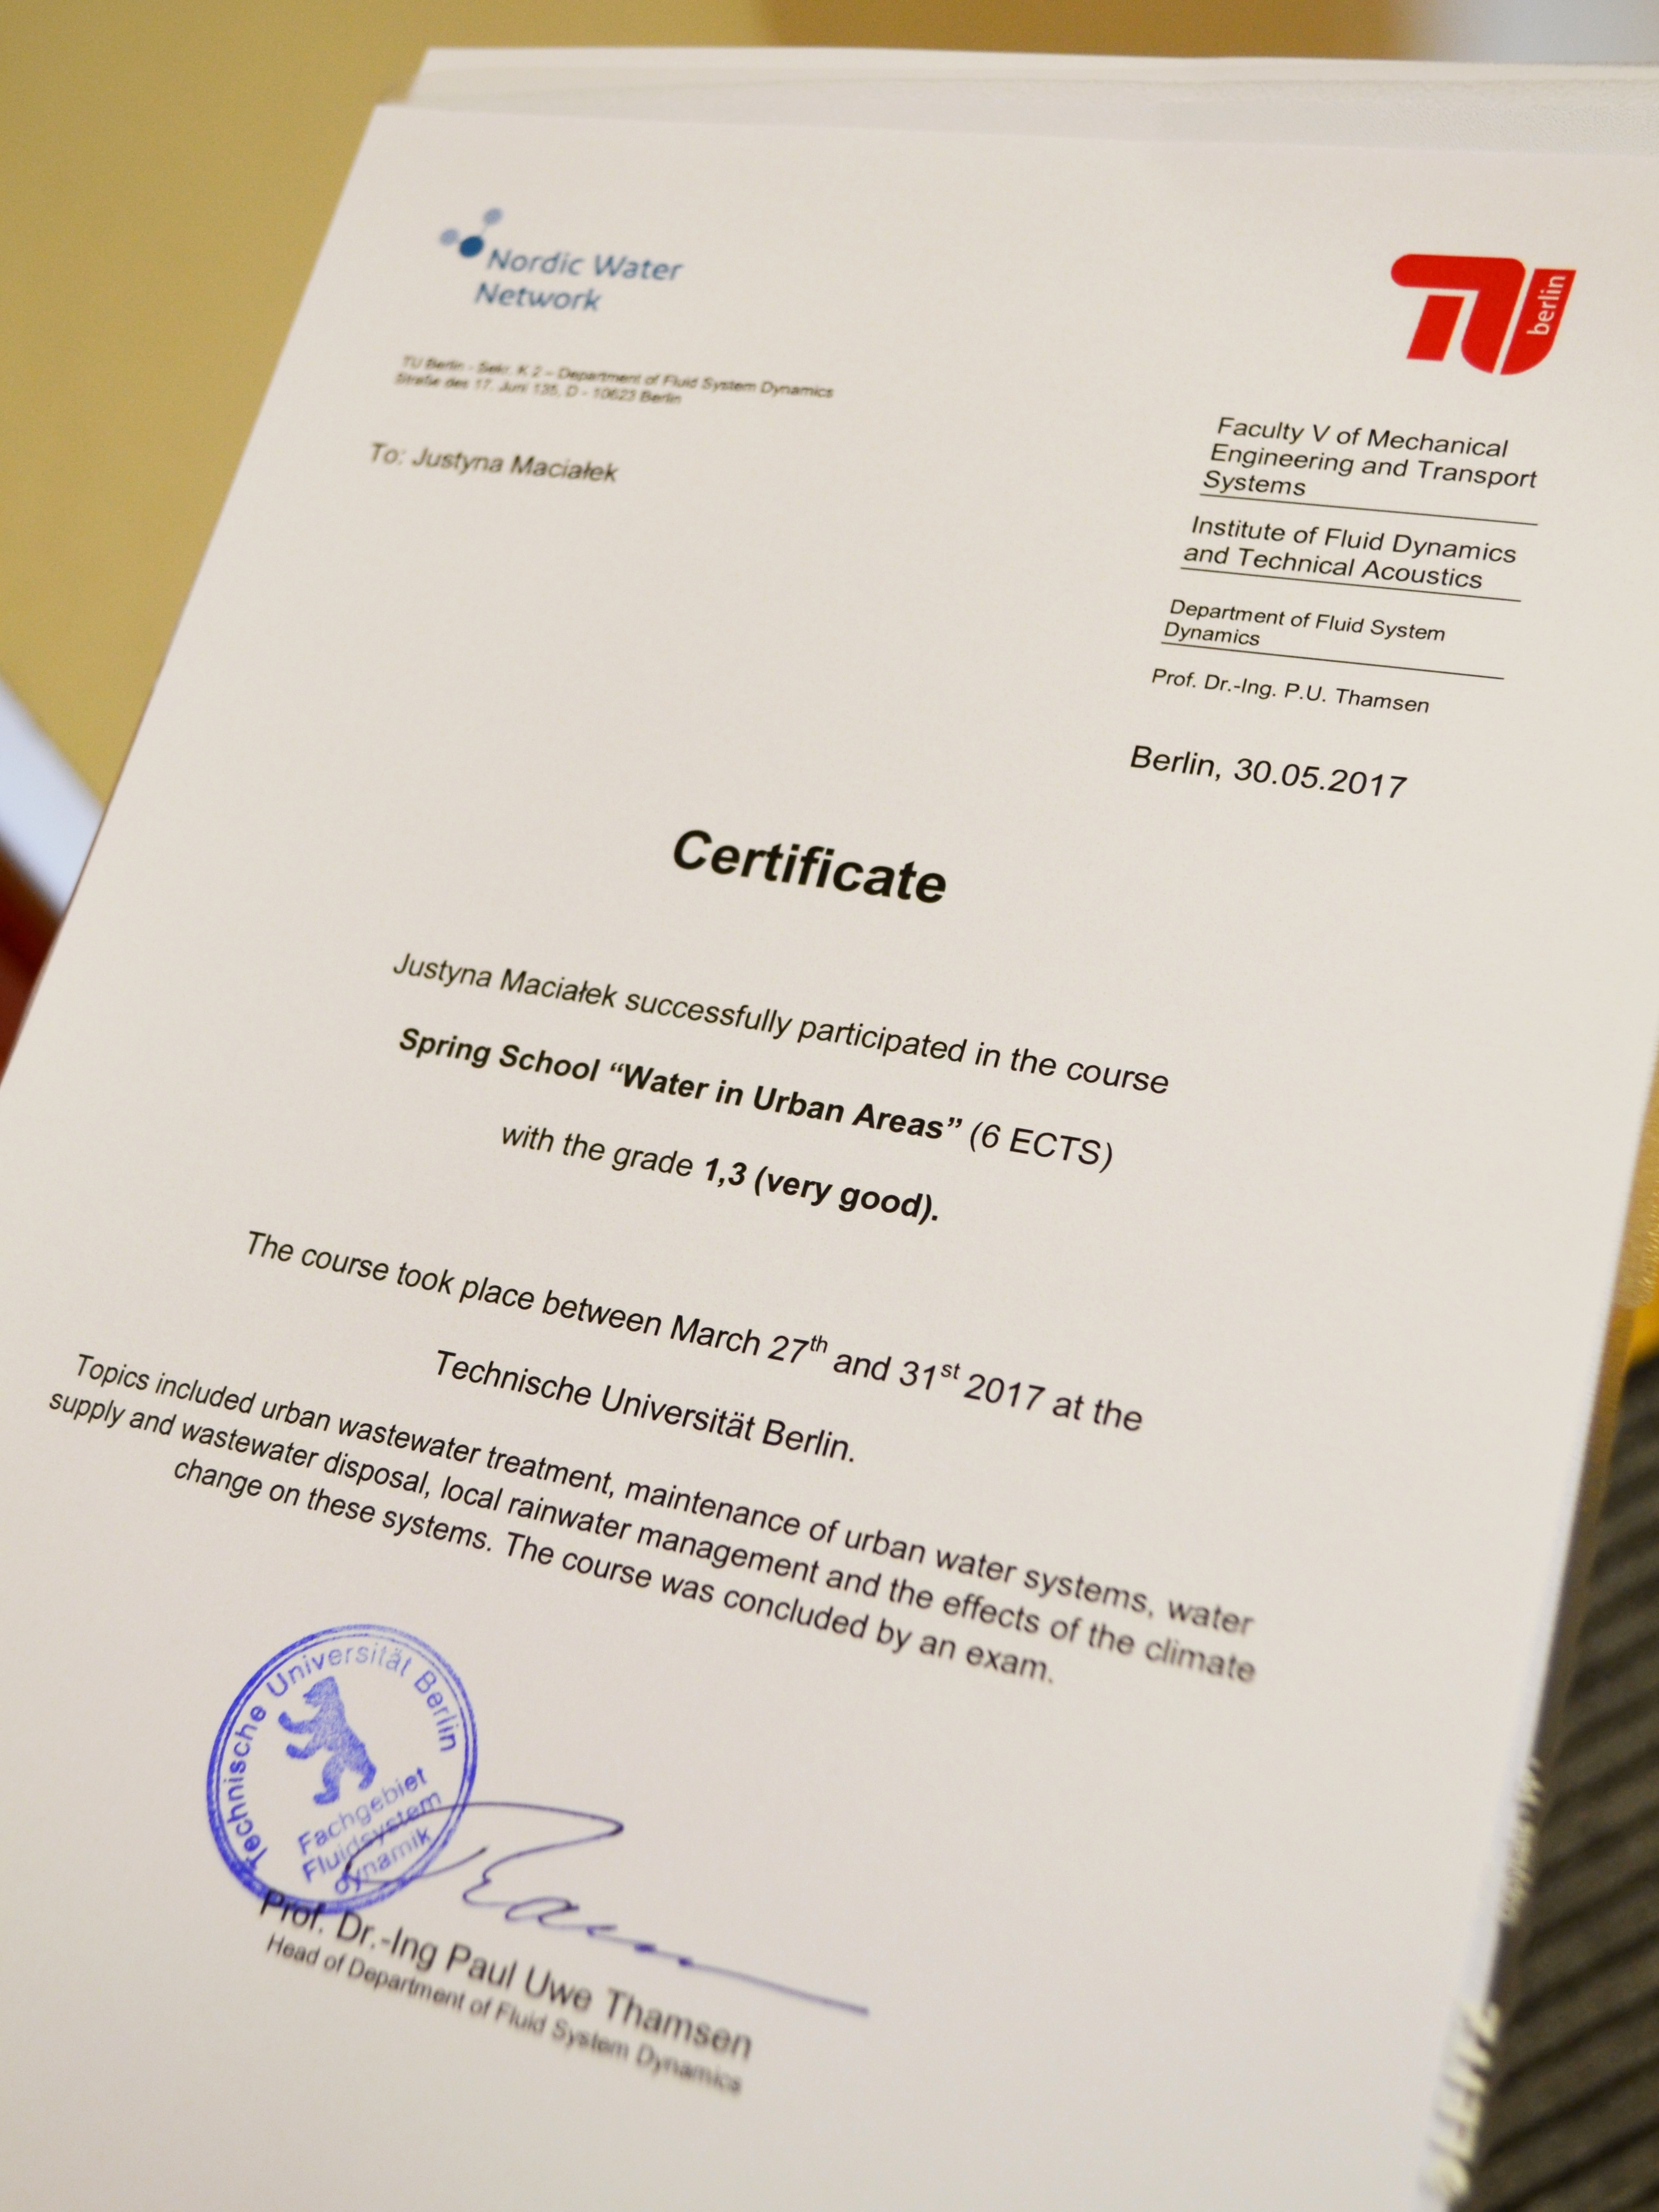 Nordic Water
Network
TU berlin
TU Berlin - Sekr. K 2 – Department of Fluid System Dynamics
Straße des 17. Juni 135, D - 10623 Berlin
To: Justyna Maciałek
Faculty V of Mechanical
Engineering and Transport
Systems
Institute of Fluid Dynamics
and Technical Acoustics
Department of Fluid System
Dynamics
Prof. Dr.-Ing. P.U. Thamsen
Berlin, 30.05.2017
Certificate
Justyna Maciałek successfully participated in the course
Spring School “Water in Urban Areas” (6 ECTS)
with the grade 1,3 (very good).
The course took place between March 27th and 31st 2017 at the
Technische Universität Berlin.
Topics included urban wastewater treatment, maintenance of urban water systems, water
supply and wastewater disposal, local rainwater management and the effects of the climate
change on these systems. The course was concluded by an exam.
Technische Universität Berlin
Fachgebiet
Fluidsystem
dynamik
Prof. Dr.-Ing Paul Uwe Thamsen
Head of Department of Fluid System Dynamics